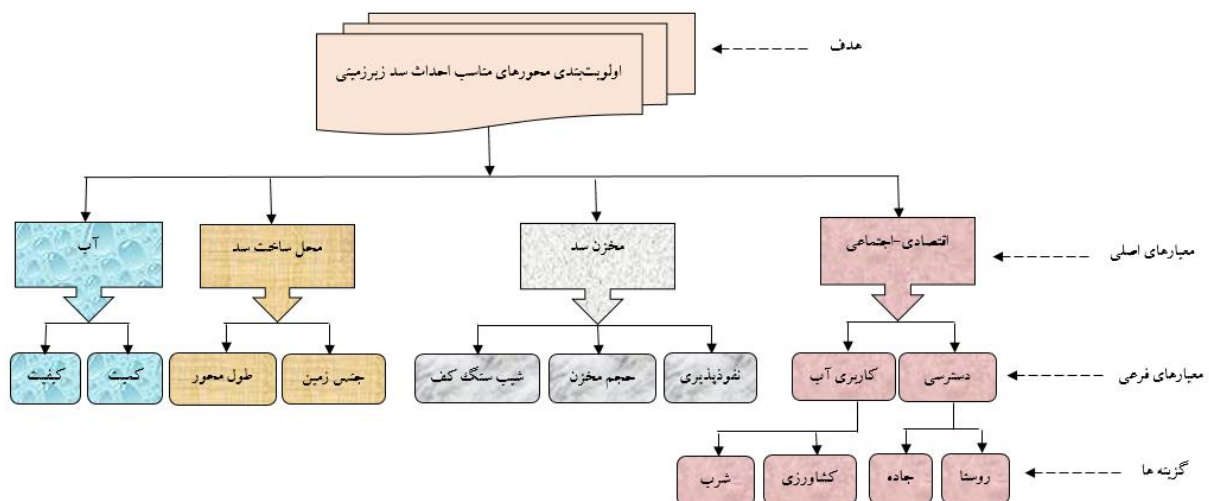 هدف
اولویت‌بندی محورهای مناسب احداث سد زیرزمینی
معیارهای اصلی
اقتصادی-اجتماعی
مخزن سد
محل ساخت سد
آب
معیارهای فرعی
دسترسی
کاربری آب
نفوذپذیری
حجم مخزن
شیب سنگ کف
جنس زمین
طول محور
کمیت
کیفیت
گزینه ها
روستا
جاده
کشاورزی
شرب